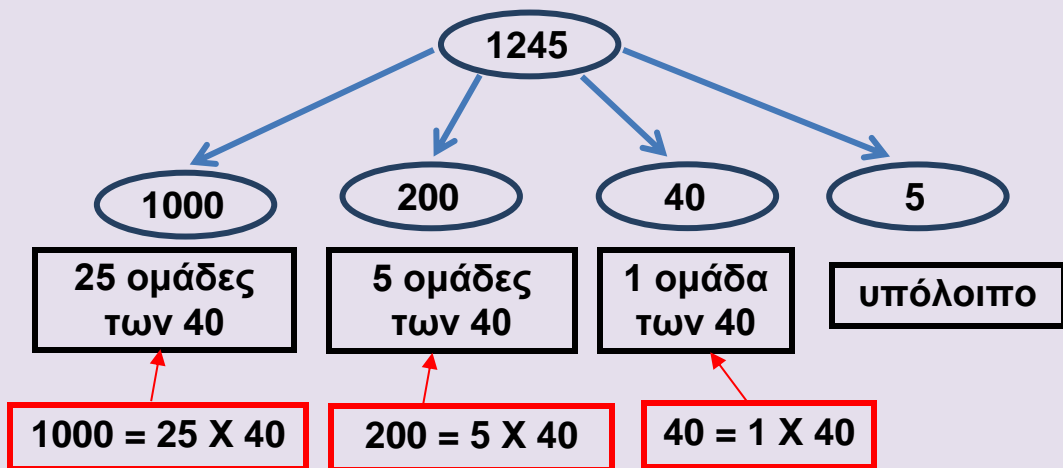 1245
1000
200
40
5
25 ομάδες
των 40
5 ομάδες
των 40
1 ομάδα
των 40
υπόλοιπο
1000 = 25 X 40
200 = 5 X 40
40 = 1 X 40